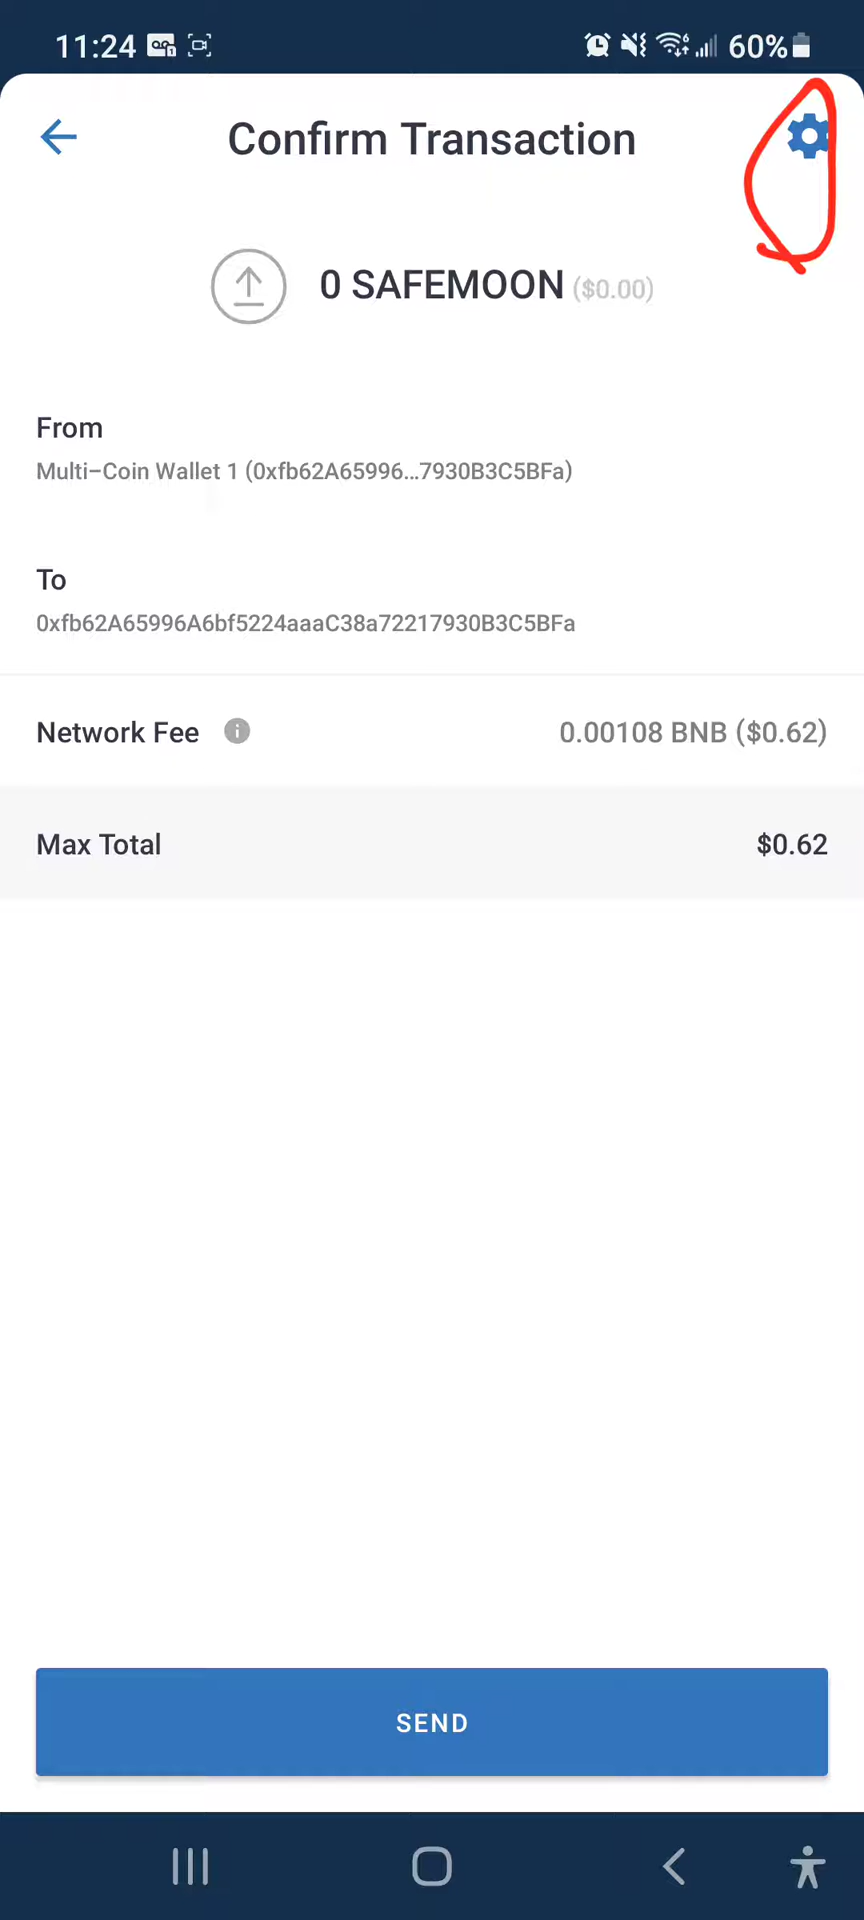 11:24 60%
Confirm Transaction
0 SAFEMOON ($0.00)
From
Multi-Coin Wallet 1 (0xfb62A65996...7930B3C5BFa)
To
0xfb62A65996A6bf5224aaaC38a72217930B3C5BFa
Network Fee 0.00108 BNB ($0.62)
Max Total $0.62
SEND